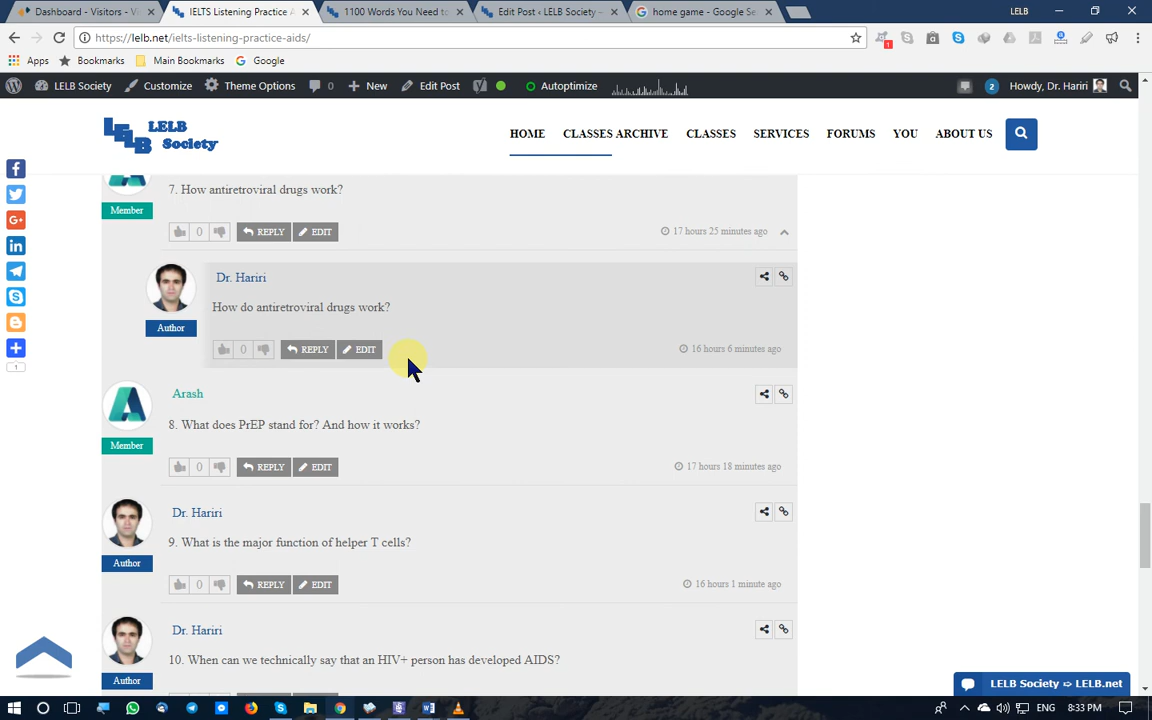 Dashboard - Visitors - Vi
IELTS Listening Practice A
1100 Words You Need to
Edit Post ‹ LELB Society —
home game - Google Se
LELB
https://lelb.net/ielts-listening-practice-aids/
Apps
Bookmarks
Main Bookmarks
Google
LELB Society
Customize
Theme Options
0
New
Edit Post
Autoptimize
2
Howdy, Dr. Hariri
LELB
Society
HOME
CLASSES ARCHIVE
CLASSES
SERVICES
FORUMS
YOU
ABOUT US
7. How antiretroviral drugs work?
Member
0
REPLY
EDIT
17 hours 25 minutes ago
Dr. Hariri
How do antiretroviral drugs work?
Author
0
REPLY
EDIT
16 hours 6 minutes ago
1
Arash
8. What does PrEP stand for? And how it works?
Member
0
REPLY
EDIT
17 hours 18 minutes ago
Dr. Hariri
9. What is the major function of helper T cells?
Author
0
REPLY
EDIT
16 hours 1 minute ago
Dr. Hariri
10. When can we technically say that an HIV+ person has developed AIDS?
Author
LELB Society ➪ LELB.net
ENG
8:33 PM